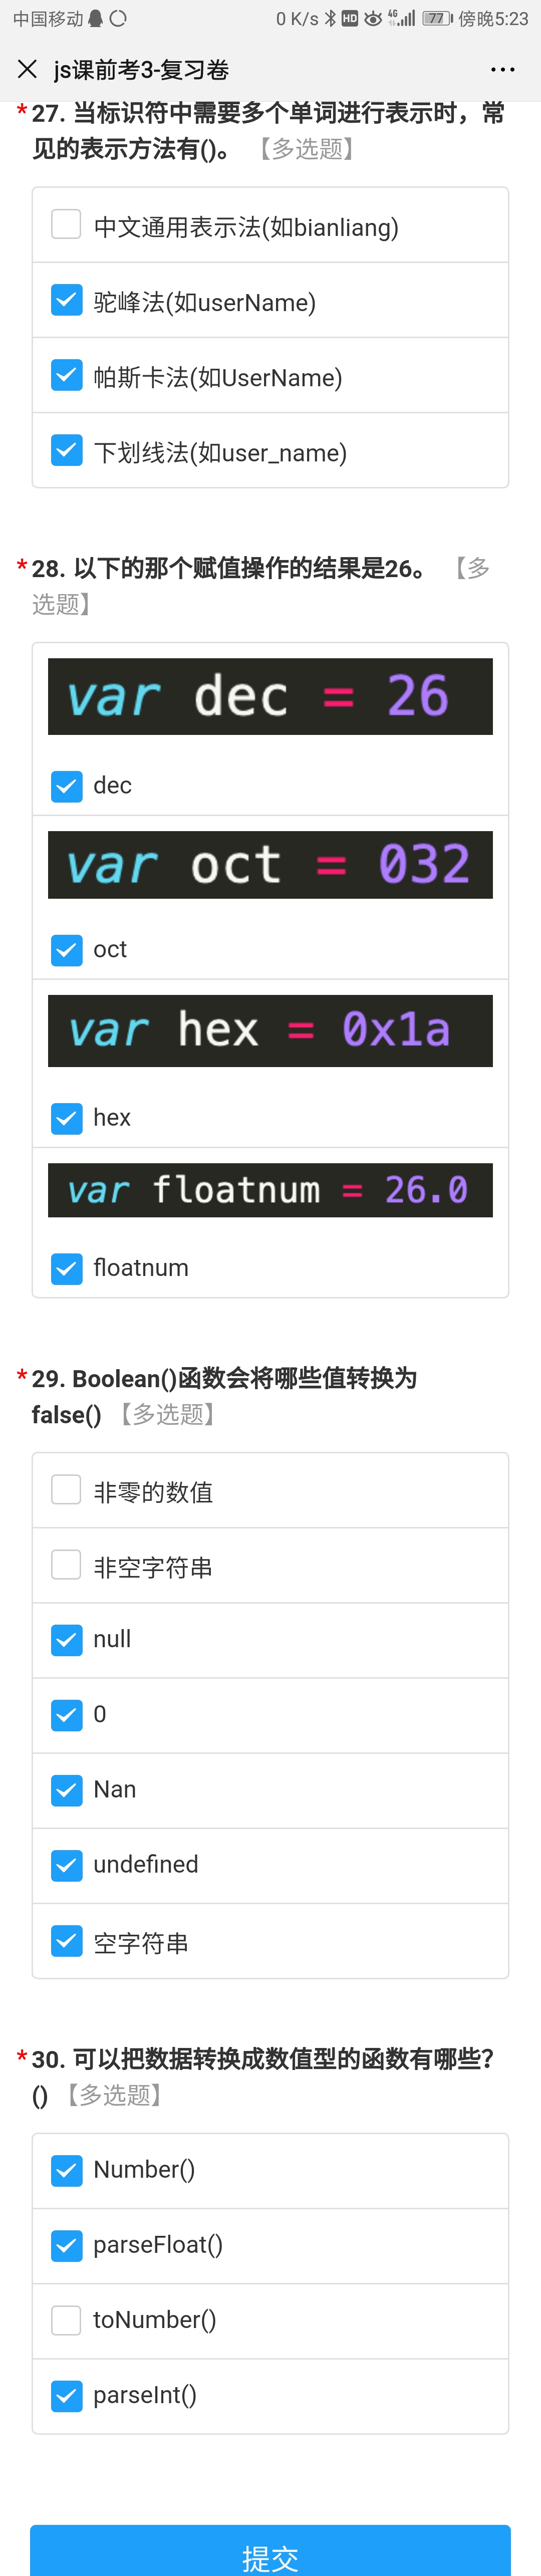 中国移动 0 K/s HD 4G 77 傍晚5:23
js课前考3-复习卷
* 27. 当标识符中需要多个单词进行表示时，常
见的表示方法有()。 【多选题】
中文通用表示法(如bianliang)
驼峰法(如userName)
帕斯卡法(如UserName)
下划线法(如user_name)
* 28. 以下的那个赋值操作的结果是26。 【多
选题】
var dec = 26
dec
var oct = 032
oct
var hex = 0x1a
hex
var floatnum = 26.0
floatnum
* 29. Boolean()函数会将哪些值转换为
false() 【多选题】
非零的数值
非空字符串
null
0
Nan
undefined
空字符串
* 30. 可以把数据转换成数值型的函数有哪些?
() 【多选题】
Number()
parseFloat()
toNumber()
parseInt()
提交